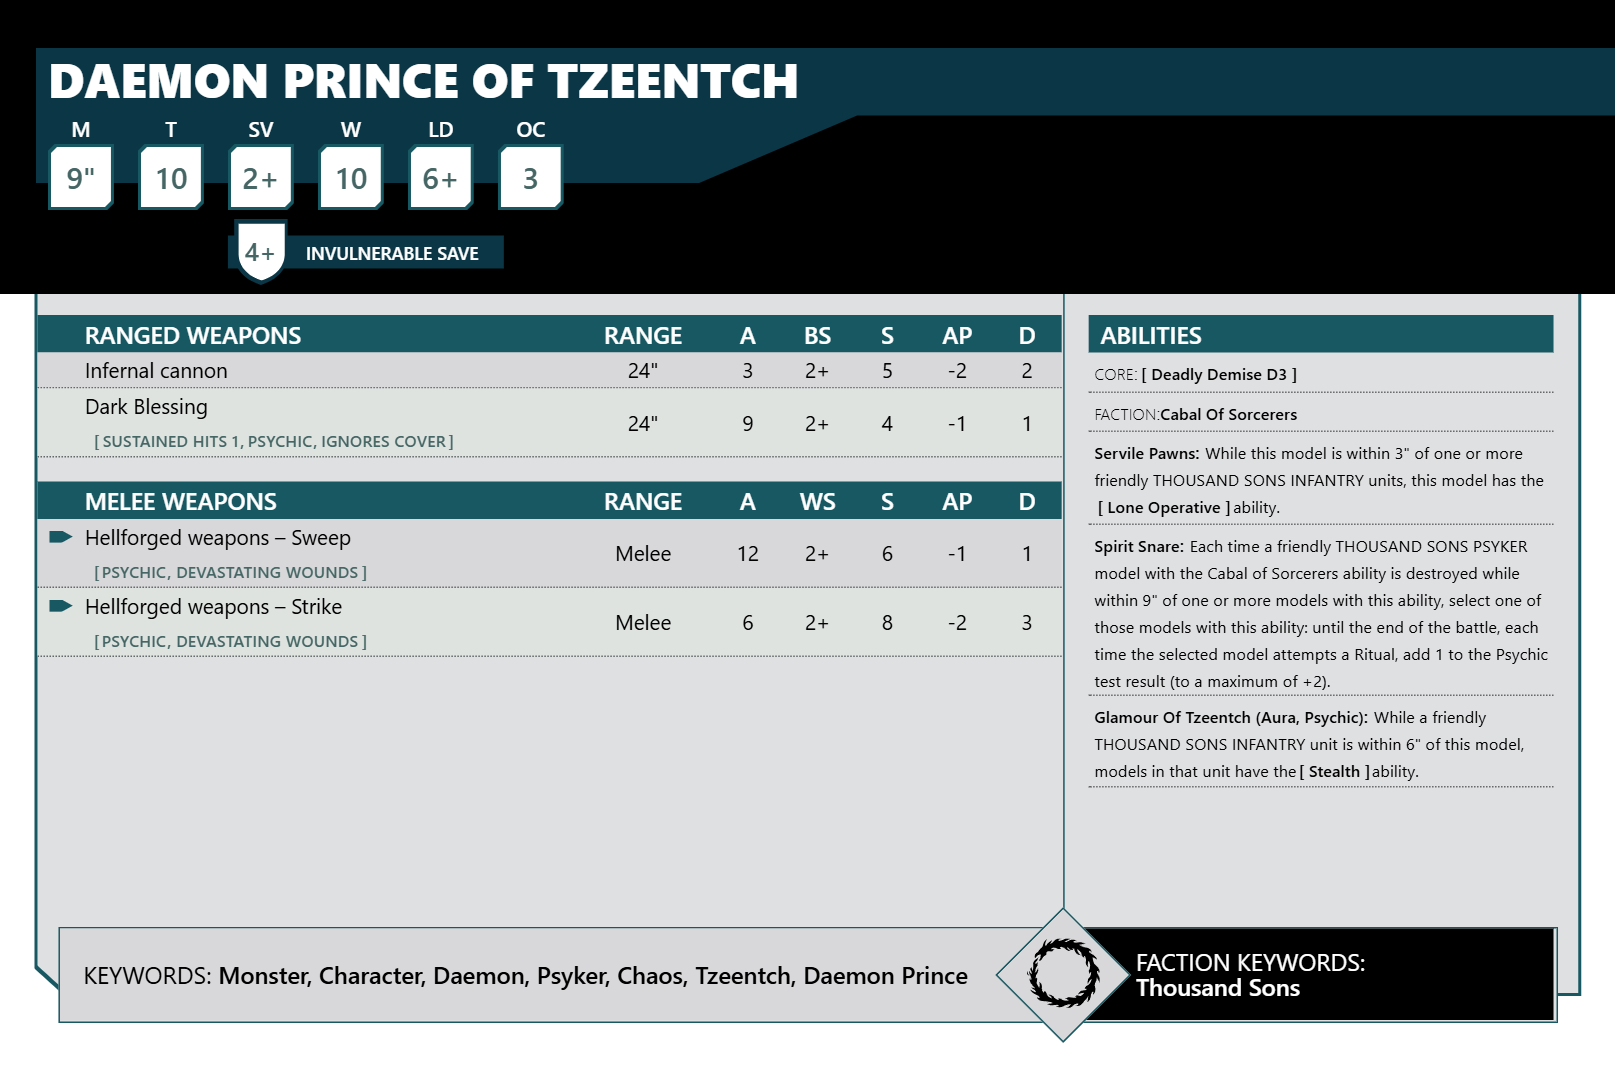 DAEMON PRINCE OF TZEENTCH
M T SV W LD OC
9" 10 2+ 10 6+ 3
4+ INVULNERABLE SAVE
RANGED WEAPONS RANGE A BS S AP D
Infernal cannon 24" 3 2+ 5 -2 2
Dark Blessing 24" 9 2+ 4 -1 1
[ SUSTAINED HITS 1, PSYCHIC, IGNORES COVER ]
MELEE WEAPONS RANGE A WS S AP D
Hellforged weapons – Sweep Melee 12 2+ 6 -1 1
[ PSYCHIC, DEVASTATING WOUNDS ]
Hellforged weapons – Strike Melee 6 2+ 8 -2 3
[ PSYCHIC, DEVASTATING WOUNDS ]
ABILITIES
CORE: [ Deadly Demise D3 ]
FACTION:Cabal Of Sorcerers
Servile Pawns: While this model is within 3" of one or more
friendly THOUSAND SONS INFANTRY units, this model has the
[ Lone Operative ] ability.
Spirit Snare: Each time a friendly THOUSAND SONS PSYKER
model with the Cabal of Sorcerers ability is destroyed while
within 9" of one or more models with this ability, select one of
those models with this ability: until the end of the battle, each
time the selected model attempts a Ritual, add 1 to the Psychic
test result (to a maximum of +2).
Glamour Of Tzeentch (Aura, Psychic): While a friendly
THOUSAND SONS INFANTRY unit is within 6" of this model,
models in that unit have the [ Stealth ] ability.
KEYWORDS: Monster, Character, Daemon, Psyker, Chaos, Tzeentch, Daemon Prince
FACTION KEYWORDS:
Thousand Sons